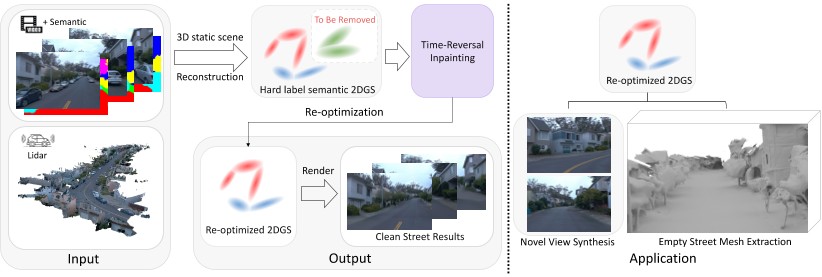 + Semantic
Lidar
Input
3D static scene
Reconstruction
To Be Removed
Hard label semantic 2DGS
Time-Reversal
Inpainting
Re-optimization
Re-optimized 2DGS
Render
Clean Street Results
Output
Re-optimized 2DGS
Novel View Synthesis
Empty Street Mesh Extraction
Application